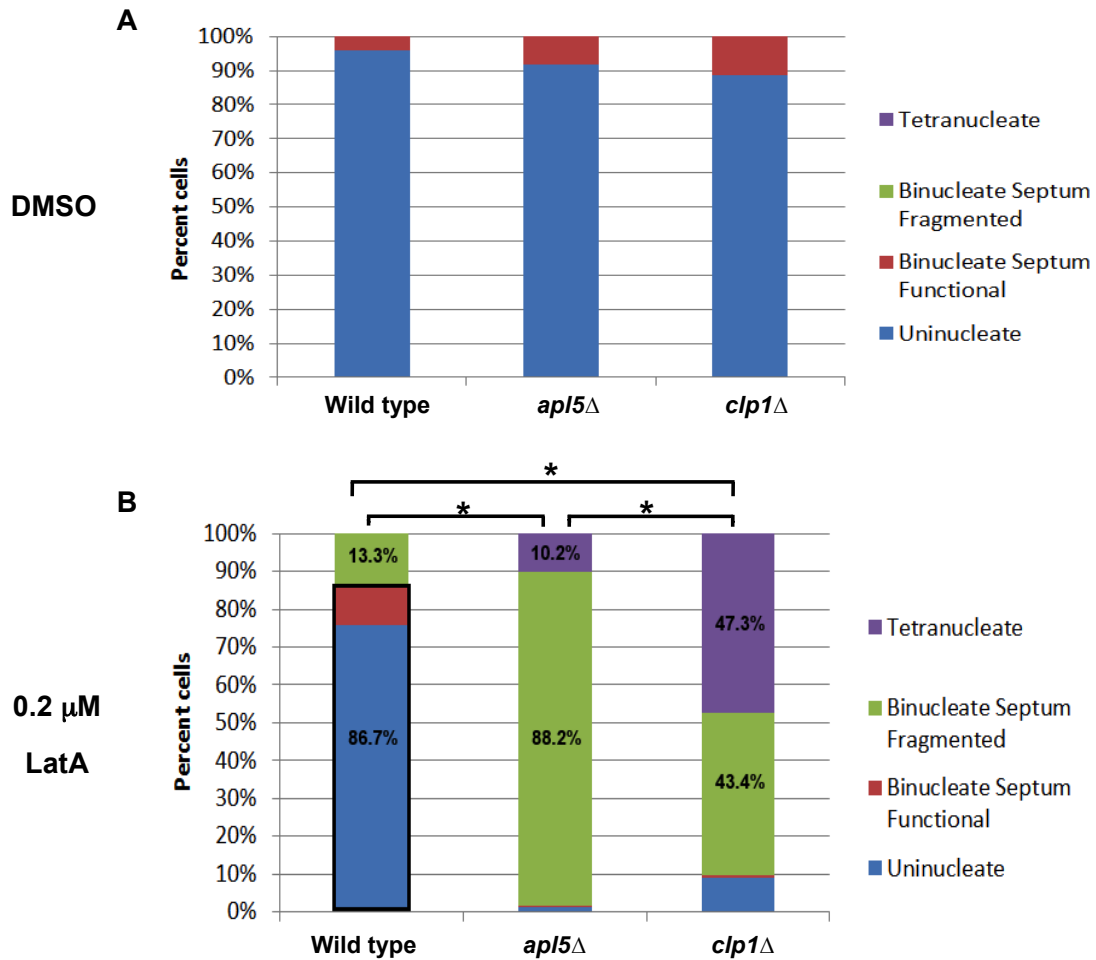 A
100%
90%
80%
70%
60%
50%
40%
30%
20%
10%
0%
Percent cells
DMSO
Wild type
apl5Δ
clp1Δ
Tetranucleate
Binucleate Septum
Fragmented
Binucleate Septum
Functional
Uninucleate
B
*
*
*
100%
90%
80%
70%
60%
50%
40%
30%
20%
10%
0%
Percent cells
0.2 μM
LatA
13.3%
86.7%
10.2%
88.2%
47.3%
43.4%
Wild type
apl5Δ
clp1Δ
Tetranucleate
Binucleate Septum
Fragmented
Binucleate Septum
Functional
Uninucleate